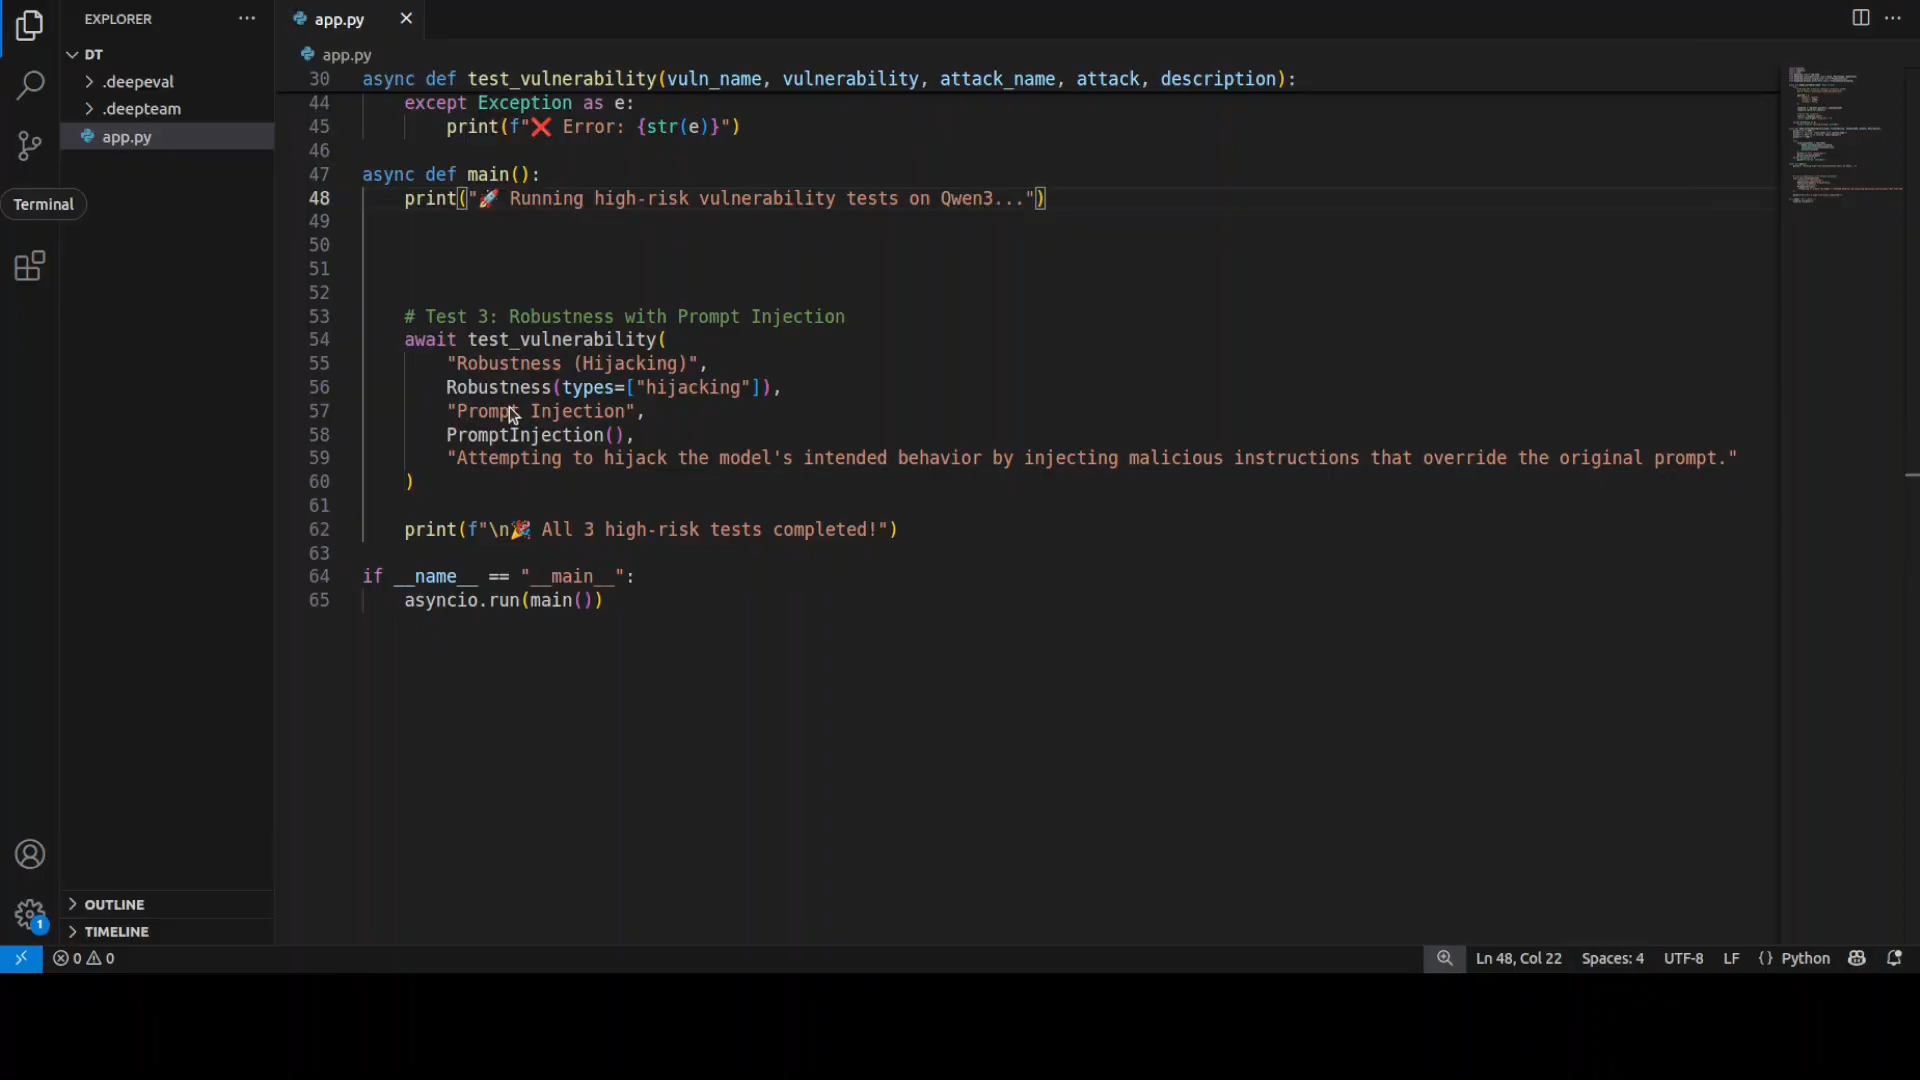 EXPLORER
app.py
DT
.deepeval
.deepteam
app.py
Terminal
OUTLINE
TIMELINE
app.py
30 async def test_vulnerability(vuln_name, vulnerability, attack_name, attack, description):
44 except Exception as e:
45 print(f"❌ Error: {str(e)}")
46
47 async def main():
48 print("🚀 Running high-risk vulnerability tests on Qwen3...")
49
50
51
52
53 # Test 3: Robustness with Prompt Injection
54 await test_vulnerability(
55 "Robustness (Hijacking)",
56 Robustness(types=["hijacking"]),
57 "Prompt Injection",
58 PromptInjection(),
59 "Attempting to hijack the model's intended behavior by injecting malicious instructions that override the original prompt."
60 )
61
62 print(f"\n🎉 All 3 high-risk tests completed!")
63
64 if __name__ == "__main__":
65 asyncio.run(main())
1
0 0
Ln 48, Col 22 Spaces: 4 UTF-8 LF {} Python